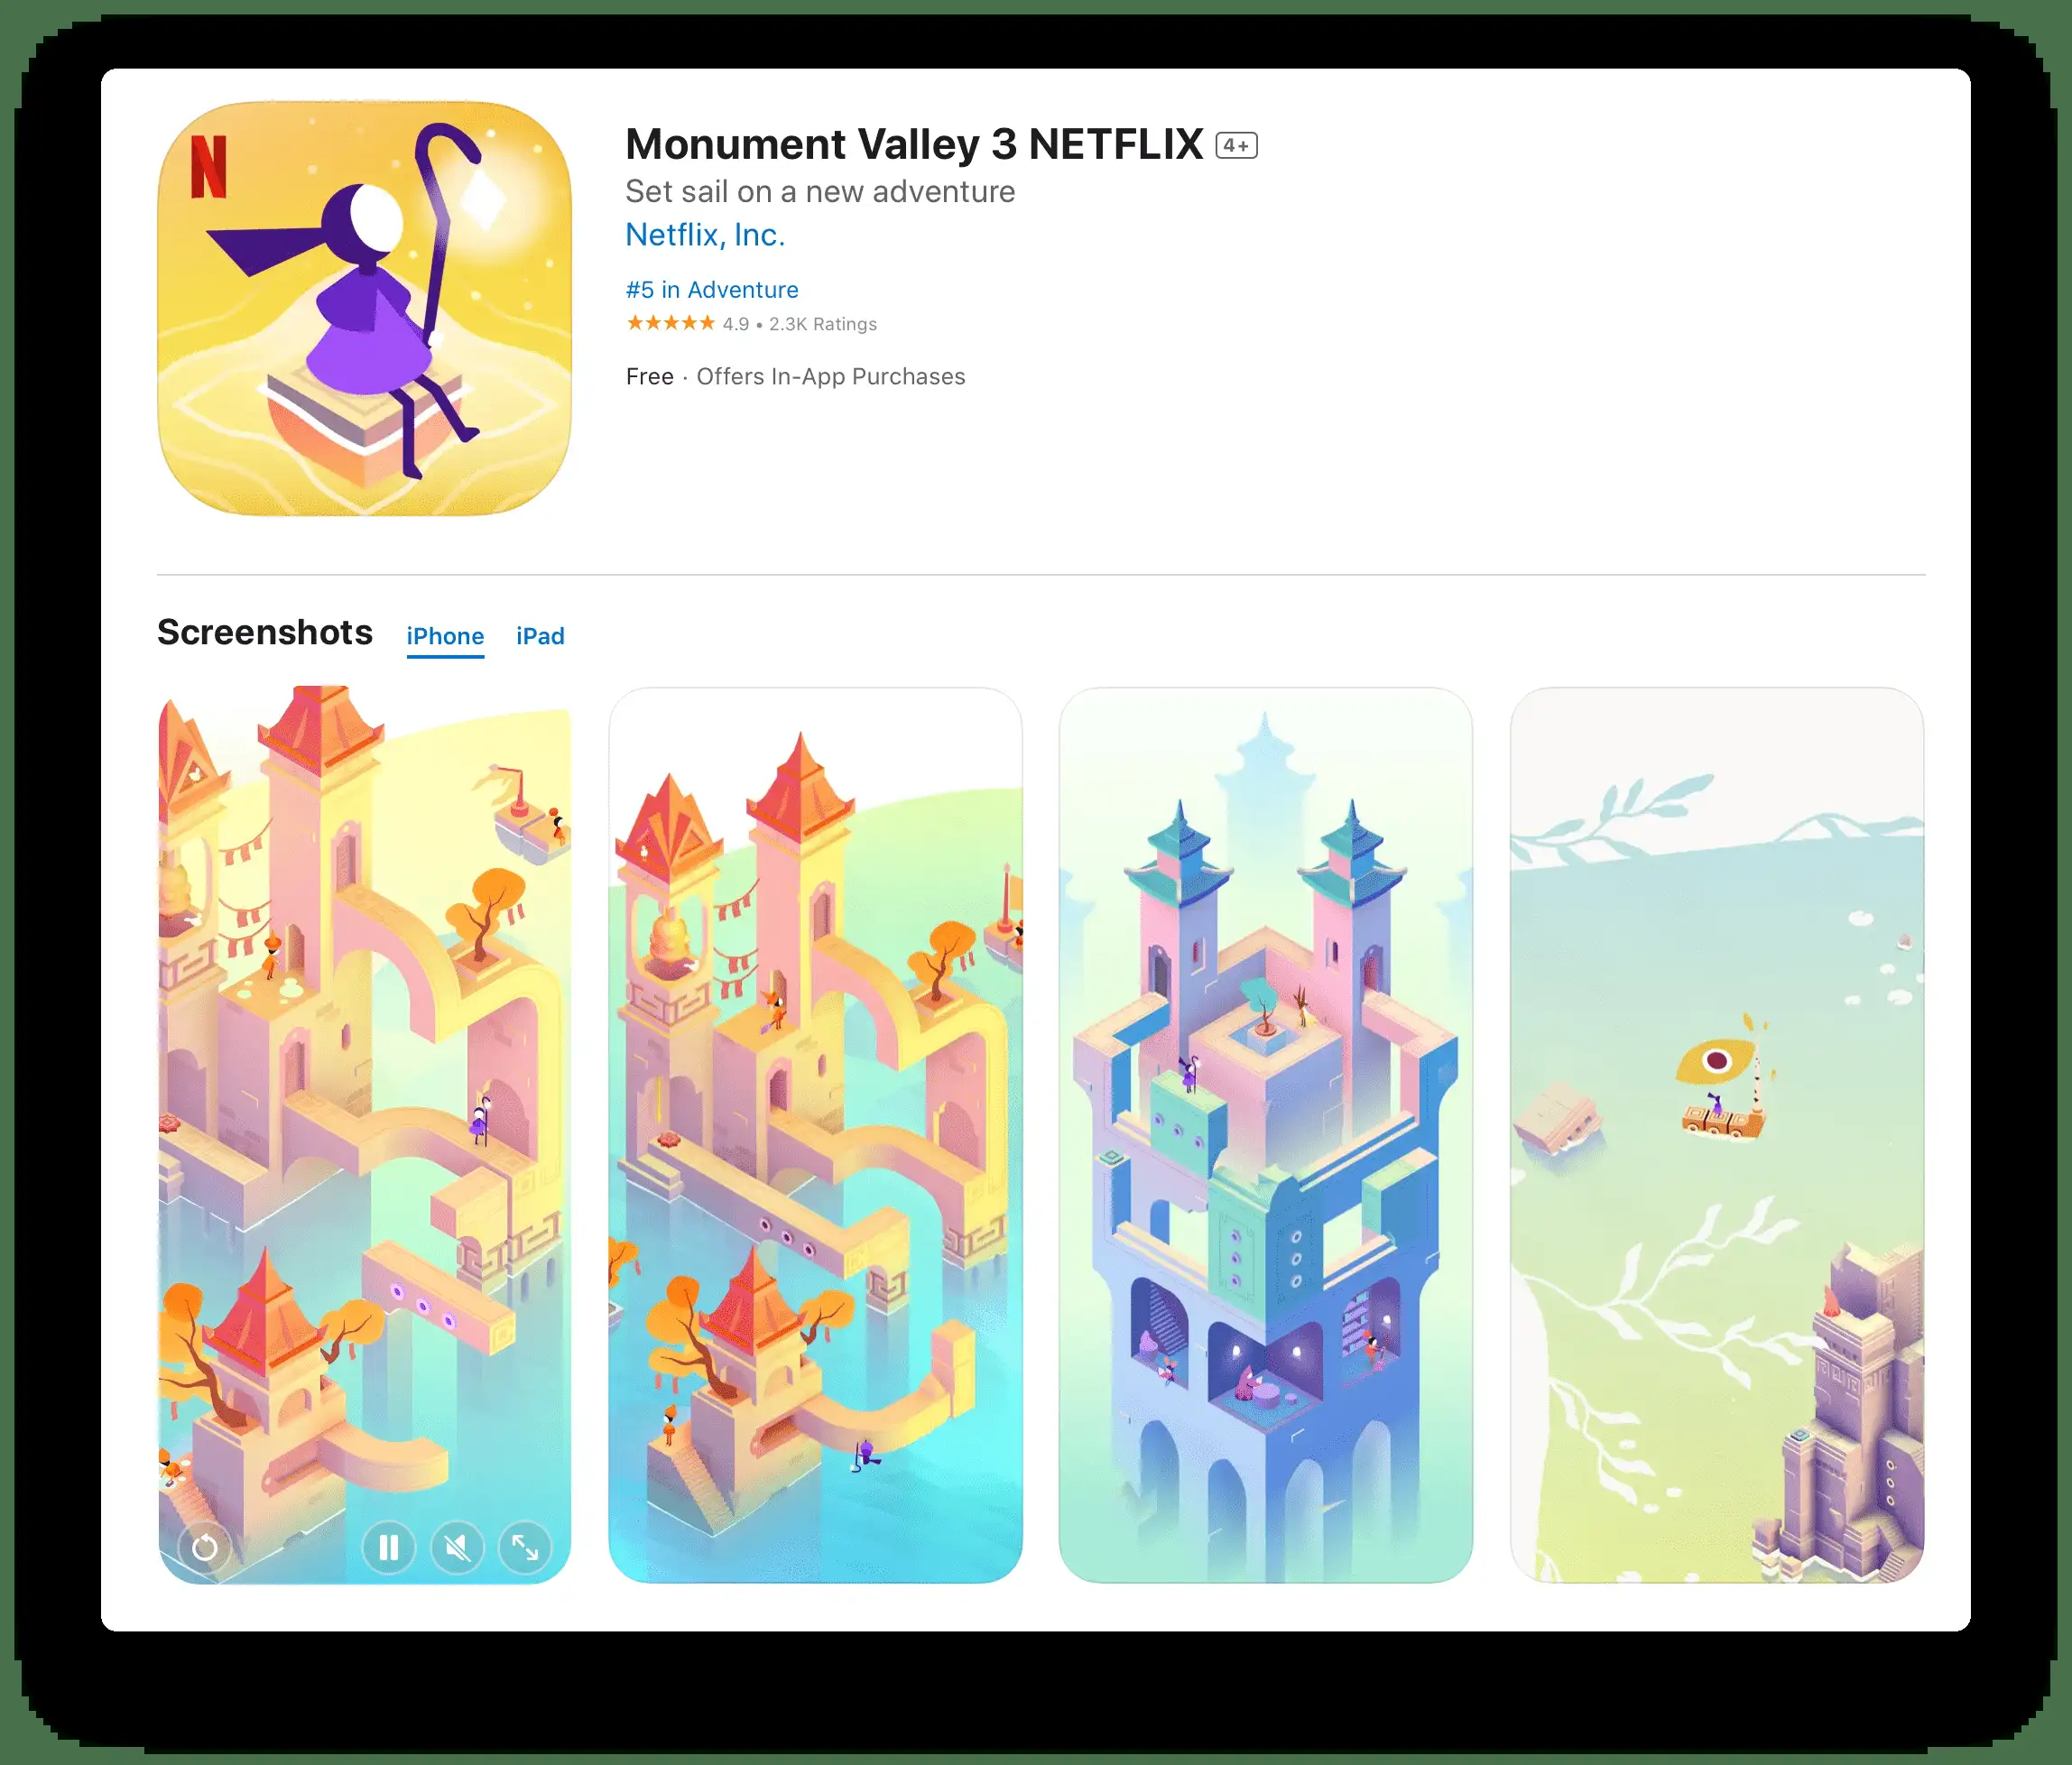 N
Monument Valley 3 NETFLIX 4+
Set sail on a new adventure
Netflix, Inc.
#5 in Adventure
★★★★★ 4.9 • 2.3K Ratings
Free · Offers In-App Purchases
Screenshots iPhone iPad